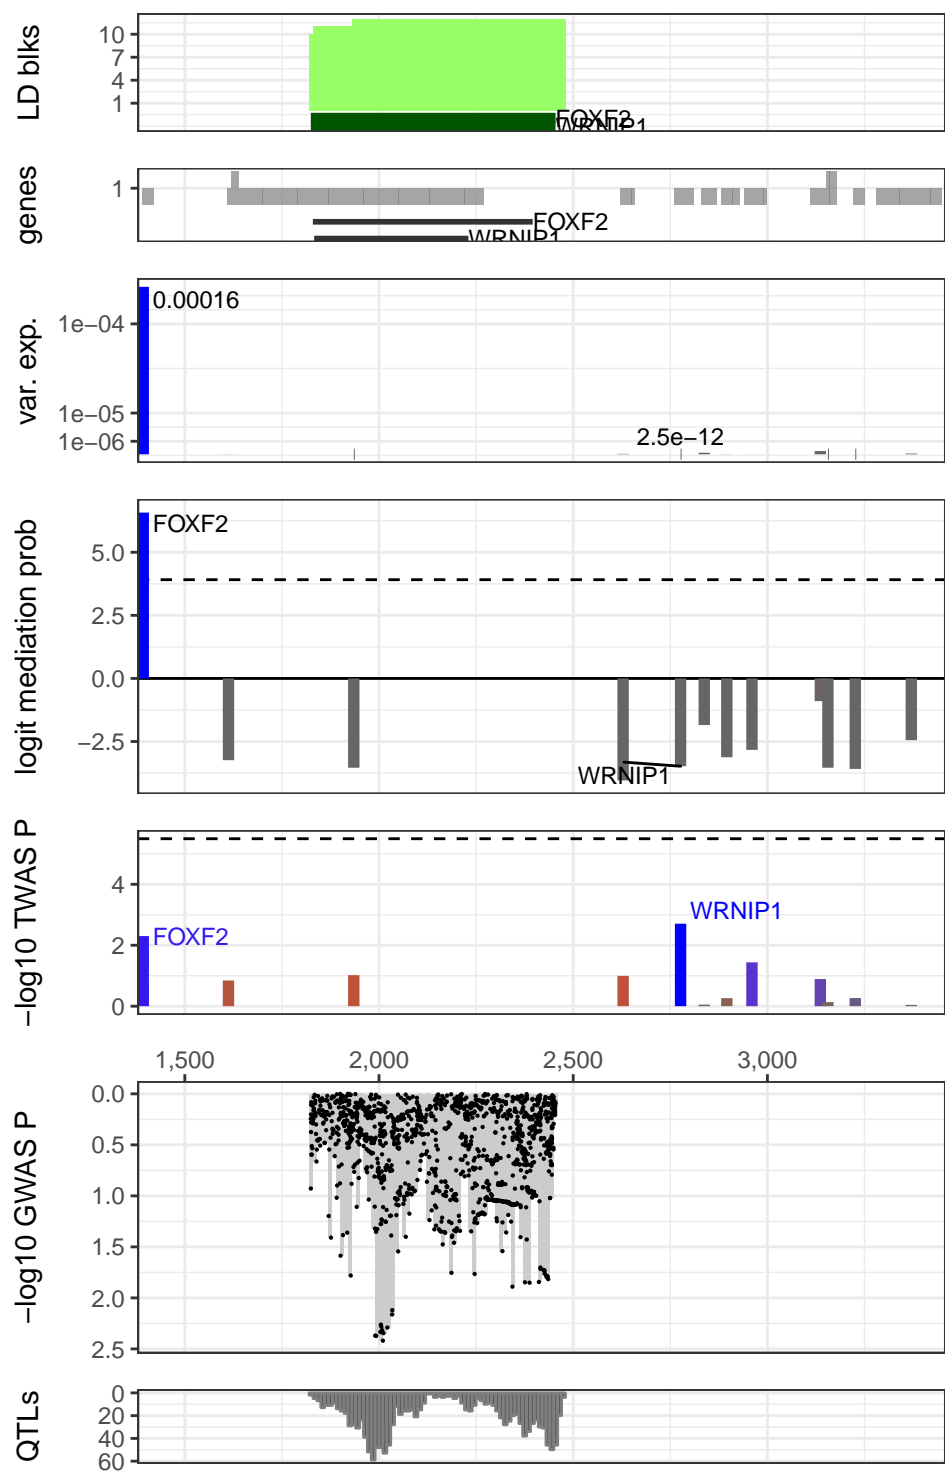 LD blks
10
7
4
1
FOXF2
WRNIP1
genes
1
FOXF2
WRNIP1
var. exp.
1e−04
1e−05
1e−06
0.00016
2.5e−12
logit mediation prob
5.0
2.5
0.0
−2.5
FOXF2
WRNIP1
−log10 TWAS P
4
2
0
FOXF2
WRNIP1
1,500 2,000 2,500 3,000
−log10 GWAS P
0.0
0.5
1.0
1.5
2.0
2.5
QTLs
0
20
40
60